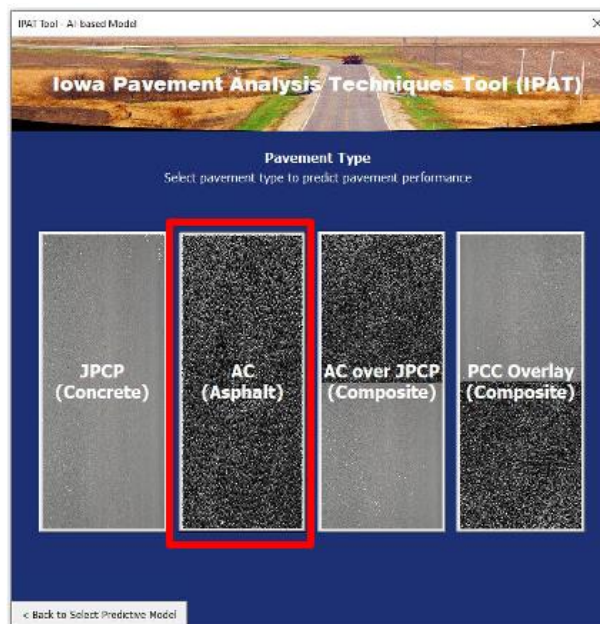 IPAT Tool - AI-based Model
Iowa Pavement Analysis Techniques Tool (IPAT)
Pavement Type
Select pavement type to predict pavement performance
JPCP
(Concrete)
AC
(Asphalt)
AC over JPCP
(Composite)
PCC Overlay
(Composite)
< Back to Select Predictive Model